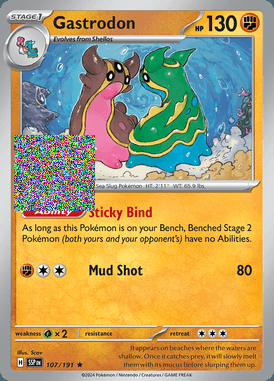 STAGE 1
Gastrodon
HP 130
Evolves from Shellos
Sea Slug Pokémon HT: 2'11" WT: 65.9 lbs.
Ability Sticky Bind
As long as this Pokémon is on your Bench, Benched Stage 2
Pokémon (both yours and your opponent's) have no Abilities.
Mud Shot 80
weakness ×2 resistance retreat
Illus. Scav
H SSP EN 107/191 ★
It appears on beaches where the waters are
shallow. Once it catches prey, it will slowly melt
them with its mucus before slurping them up.
©2024 Pokémon / Nintendo / Creatures / GAME FREAK